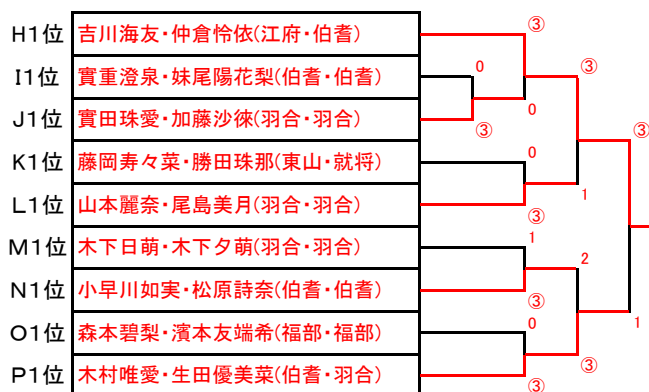 H1位 吉川海友・仲倉怜依(江府・伯耆) ③
I1位 實重澄泉・妹尾陽花梨(伯耆・伯耆) 0 ③
J1位 實田珠愛・加藤沙徠(羽合・羽合) ③ 0 ③
K1位 藤岡寿々菜・勝田珠那(東山・就将) 0
L1位 山本麗奈・尾島美月(羽合・羽合) ③ 1
M1位 木下日萌・木下夕萌(羽合・羽合) 1
N1位 小早川如実・松原詩奈(伯耆・伯耆) ③ 2
O1位 森本碧梨・濱本友端希(福部・福部) 0 1
P1位 木村唯愛・生田優美菜(伯耆・羽合) ③ ③